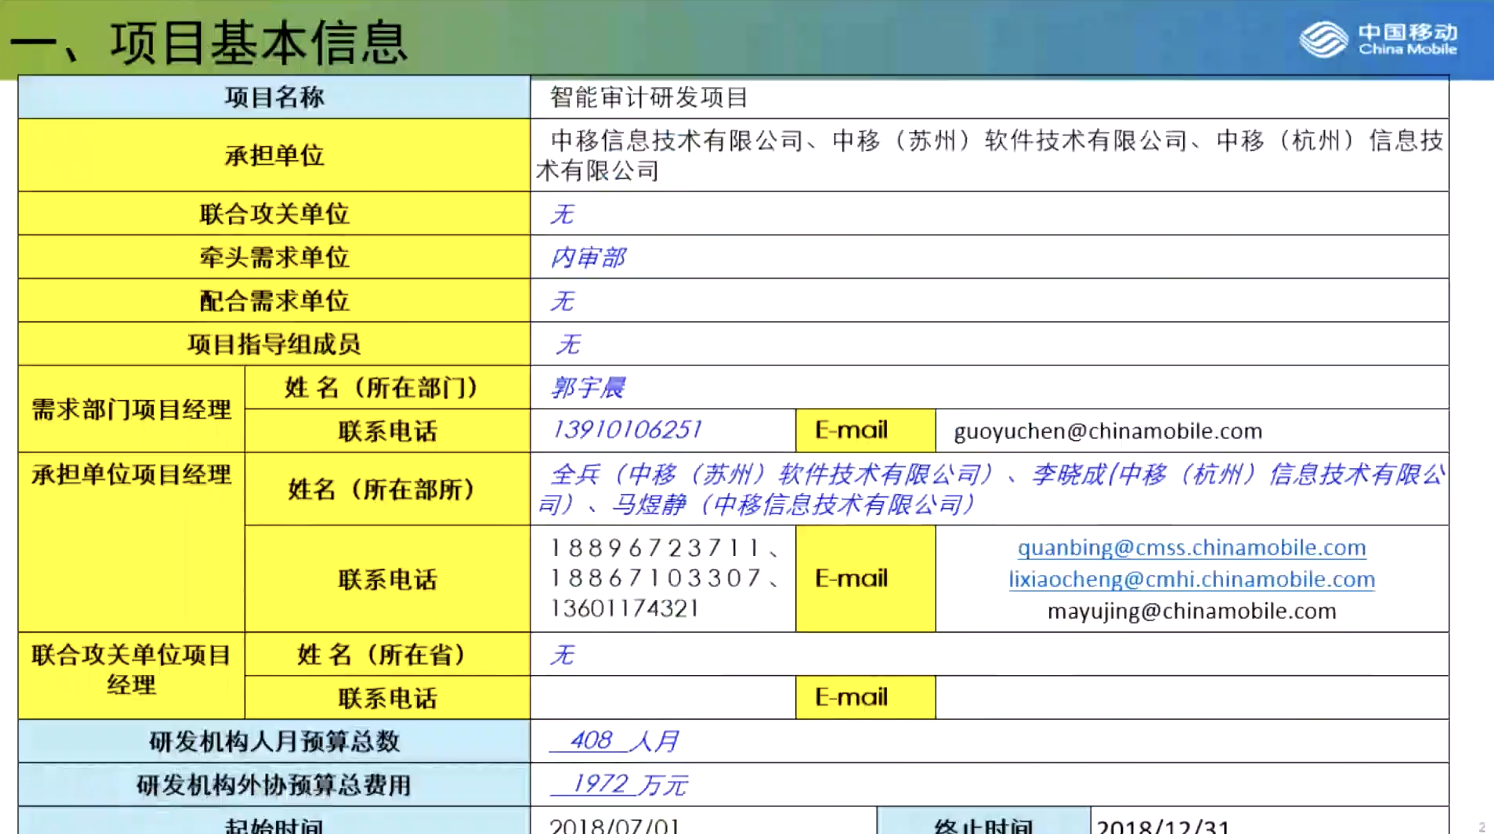 一、项目基本信息
中国移动
China Mobile
项目名称
智能审计研发项目
承担单位
中移信息技术有限公司、中移（苏州）软件技术有限公司、中移（杭州）信息技
术有限公司
联合攻关单位
无
牵头需求单位
内审部
配合需求单位
无
项目指导组成员
无
需求部门项目经理
姓 名（所在部门）
郭宇晨
联系电话
13910106251
E-mail
guoyuchen@chinamobile.com
承担单位项目经理
姓名（所在部所）
全兵（中移（苏州）软件技术有限公司）、李晓成(中移（杭州）信息技术有限公
司）、马煜静（中移信息技术有限公司）
联系电话
18896723711、
18867103307、
13601174321
E-mail
quanbing@cmss.chinamobile.com
lixiaocheng@cmhi.chinamobile.com
mayujing@chinamobile.com
联合攻关单位项目
经理
姓 名（所在省）
无
联系电话
E-mail
研发机构人月预算总数
408 人月
研发机构外协预算总费用
1972 万元
起始时间
2018/07/01
终止时间
2018/12/31
2